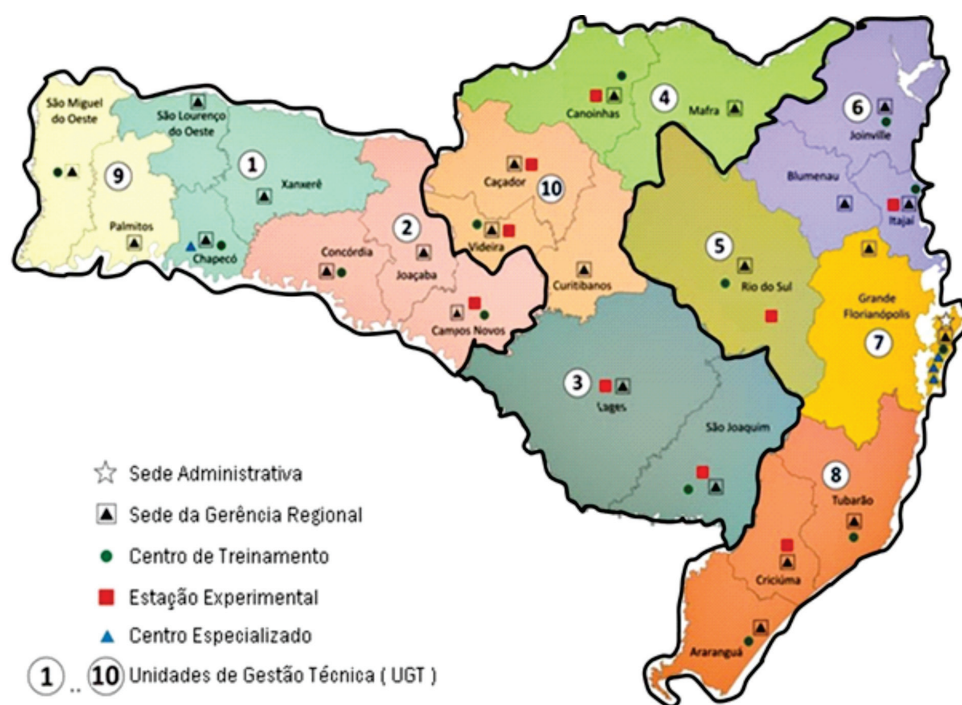 São Miguel
do Oeste
São Lourenço
do Oeste
9
1
Xanxerê
Palmitos
Chapecó
Concórdia
2
Joaçaba
Campos Novos
Canoinhas
4
Mafra
Caçador
10
Videira
Curitibanos
6
Joinville
Blumenau
Itajaí
5
Rio do Sul
Grande
Florianópolis
7
3
Lages
São Joaquim
8
Tubarão
Criciúma
Araranguá
Sede Administrativa
Sede da Gerência Regional
Centro de Treinamento
Estação Experimental
Centro Especializado
1 .. 10 Unidades de Gestão Técnica ( UGT )